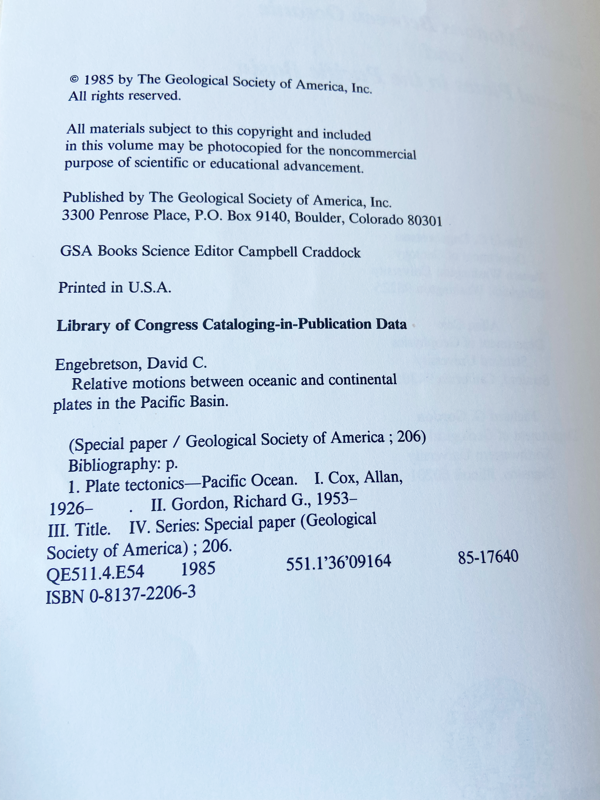 © 1985 by The Geological Society of America, Inc.
All rights reserved.
All materials subject to this copyright and included
in this volume may be photocopied for the noncommercial
purpose of scientific or educational advancement.
Published by The Geological Society of America, Inc.
3300 Penrose Place, P.O. Box 9140, Boulder, Colorado 80301
GSA Books Science Editor Campbell Craddock
Printed in U.S.A.
Library of Congress Cataloging-in-Publication Data
Engebretson, David C.
Relative motions between oceanic and continental
plates in the Pacific Basin.
(Special paper / Geological Society of America ; 206)
Bibliography: p.
1. Plate tectonics—Pacific Ocean. I. Cox, Allan,
1926– . II. Gordon, Richard G., 1953–
III. Title. IV. Series: Special paper (Geological
Society of America) ; 206.
QE511.4.E54 1985 551.1'36'09164 85-17640
ISBN 0-8137-2206-3